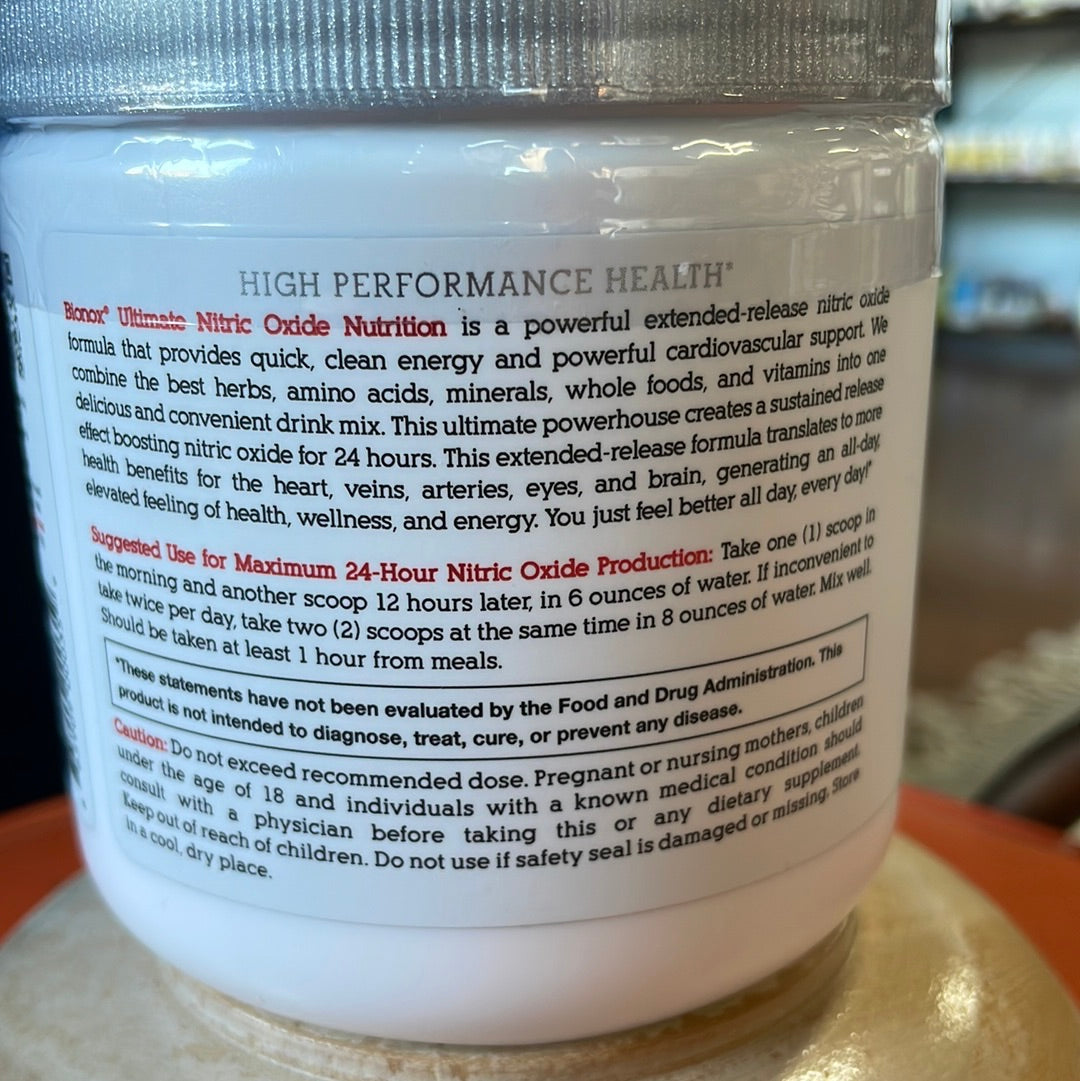 HIGH PERFORMANCE HEALTH*
Bionox® Ultimate Nitric Oxide Nutrition is a powerful extended-release nitric oxide
formula that provides quick, clean energy and powerful cardiovascular support. We
combine the best herbs, amino acids, minerals, whole foods, and vitamins into one
delicious and convenient drink mix. This ultimate powerhouse creates a sustained release
effect boosting nitric oxide for 24 hours. This extended-release formula translates to more
health benefits for the heart, veins, arteries, eyes, and brain, generating an all-day,
elevated feeling of health, wellness, and energy. You just feel better all day, every day!*
Suggested Use for Maximum 24-Hour Nitric Oxide Production: Take one (1) scoop in
the morning and another scoop 12 hours later, in 6 ounces of water. If inconvenient to
take twice per day, take two (2) scoops at the same time in 8 ounces of water. Mix well.
Should be taken at least 1 hour from meals.
*These statements have not been evaluated by the Food and Drug Administration. This
product is not intended to diagnose, treat, cure, or prevent any disease.
Caution: Do not exceed recommended dose. Pregnant or nursing mothers, children
under the age of 18 and individuals with a known medical condition should
consult with a physician before taking this or any dietary supplement.
Keep out of reach of children. Do not use if safety seal is damaged or missing. Store
in a cool, dry place.